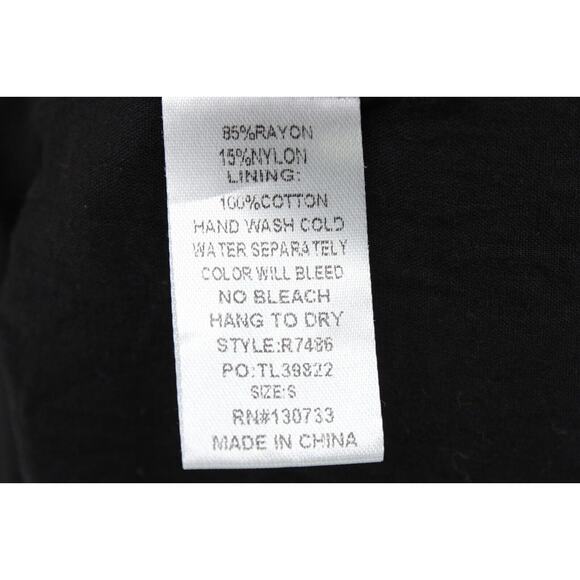 85%RAYON
15%NYLON
LINING:
100%COTTON
HAND WASH COLD
WATER SEPARATELY
COLOR WILL BLEED
NO BLEACH
HANG TO DRY
STYLE:R7486
PO:TL39822
SIZE:S
RN#130733
MADE IN CHINA